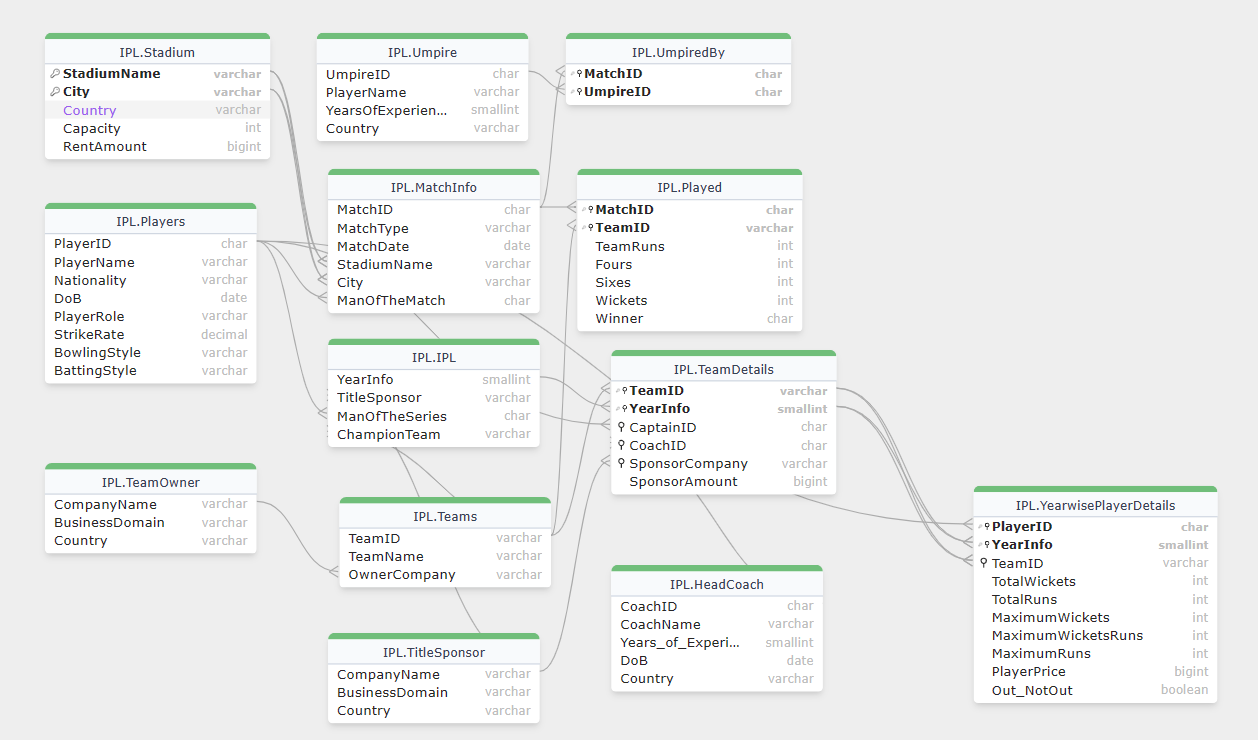 IPL.Stadium
StadiumName varchar
City varchar
Country varchar
Capacity int
RentAmount bigint
IPL.Umpire
UmpireID char
PlayerName varchar
YearsOfExperien... smallint
Country varchar
IPL.UmpiredBy
MatchID char
UmpireID char
IPL.MatchInfo
MatchID char
MatchType varchar
MatchDate date
StadiumName varchar
City varchar
ManOfTheMatch char
IPL.Played
MatchID char
TeamID varchar
TeamRuns int
Fours int
Sixes int
Wickets int
Winner char
IPL.Players
PlayerID char
PlayerName varchar
Nationality varchar
DoB date
PlayerRole varchar
StrikeRate decimal
BowlingStyle varchar
BattingStyle varchar
IPL.IPL
YearInfo smallint
TitleSponsor varchar
ManOfTheSeries char
ChampionTeam varchar
IPL.TeamDetails
TeamID varchar
YearInfo smallint
CaptainID char
CoachID char
SponsorCompany varchar
SponsorAmount bigint
IPL.TeamOwner
CompanyName varchar
BusinessDomain varchar
Country varchar
IPL.Teams
TeamID varchar
TeamName varchar
OwnerCompany varchar
IPL.YearwisePlayerDetails
PlayerID char
YearInfo smallint
TeamID varchar
TotalWickets int
TotalRuns int
MaximumWickets int
MaximumWicketsRuns int
MaximumRuns int
PlayerPrice bigint
Out_NotOut boolean
IPL.HeadCoach
CoachID char
CoachName varchar
Years_of_Experi... smallint
DoB date
Country varchar
IPL.TitleSponsor
CompanyName varchar
BusinessDomain varchar
Country varchar